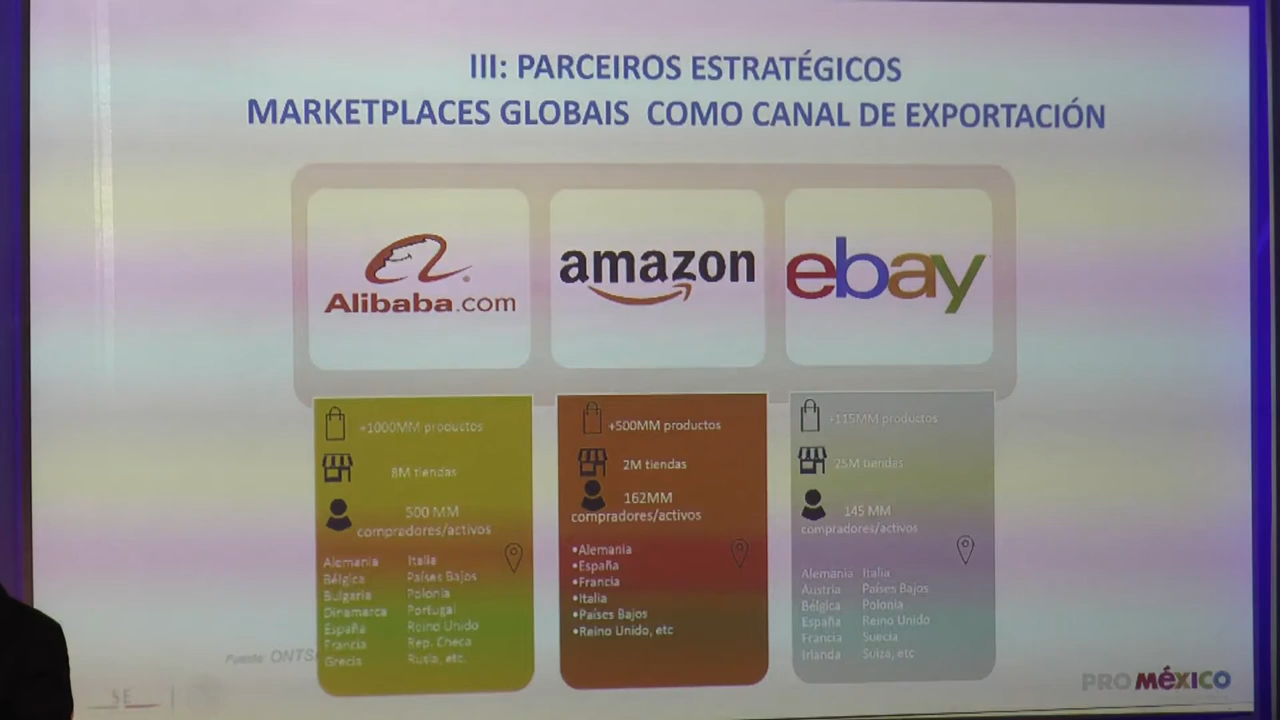 III: PARCEIROS ESTRATÉGICOS
MARKETPLACES GLOBAIS COMO CANAL DE EXPORTACIÓN
Alibaba.com
amazon
ebay
+1000MM productos
8M tiendas
500 MM
compradores/activos
Alemania Italia
Bélgica Países Bajos
Bulgaria Polonia
Dinamarca Portugal
España Reino Unido
Francia Rep. Checa
Grecia Rusia, etc.
+500MM productos
2M tiendas
162MM
compradores/activos
•Alemania
•España
•Francia
•Italia
•Países Bajos
•Reino Unido, etc
+115MM productos
25M tiendas
145 MM
compradores/activos
Alemania Italia
Austria Países Bajos
Bélgica Polonia
España Reino Unido
Francia Suecia
Irlanda Suiza, etc
Fuente: ONTS
SE
PROMÉXICO